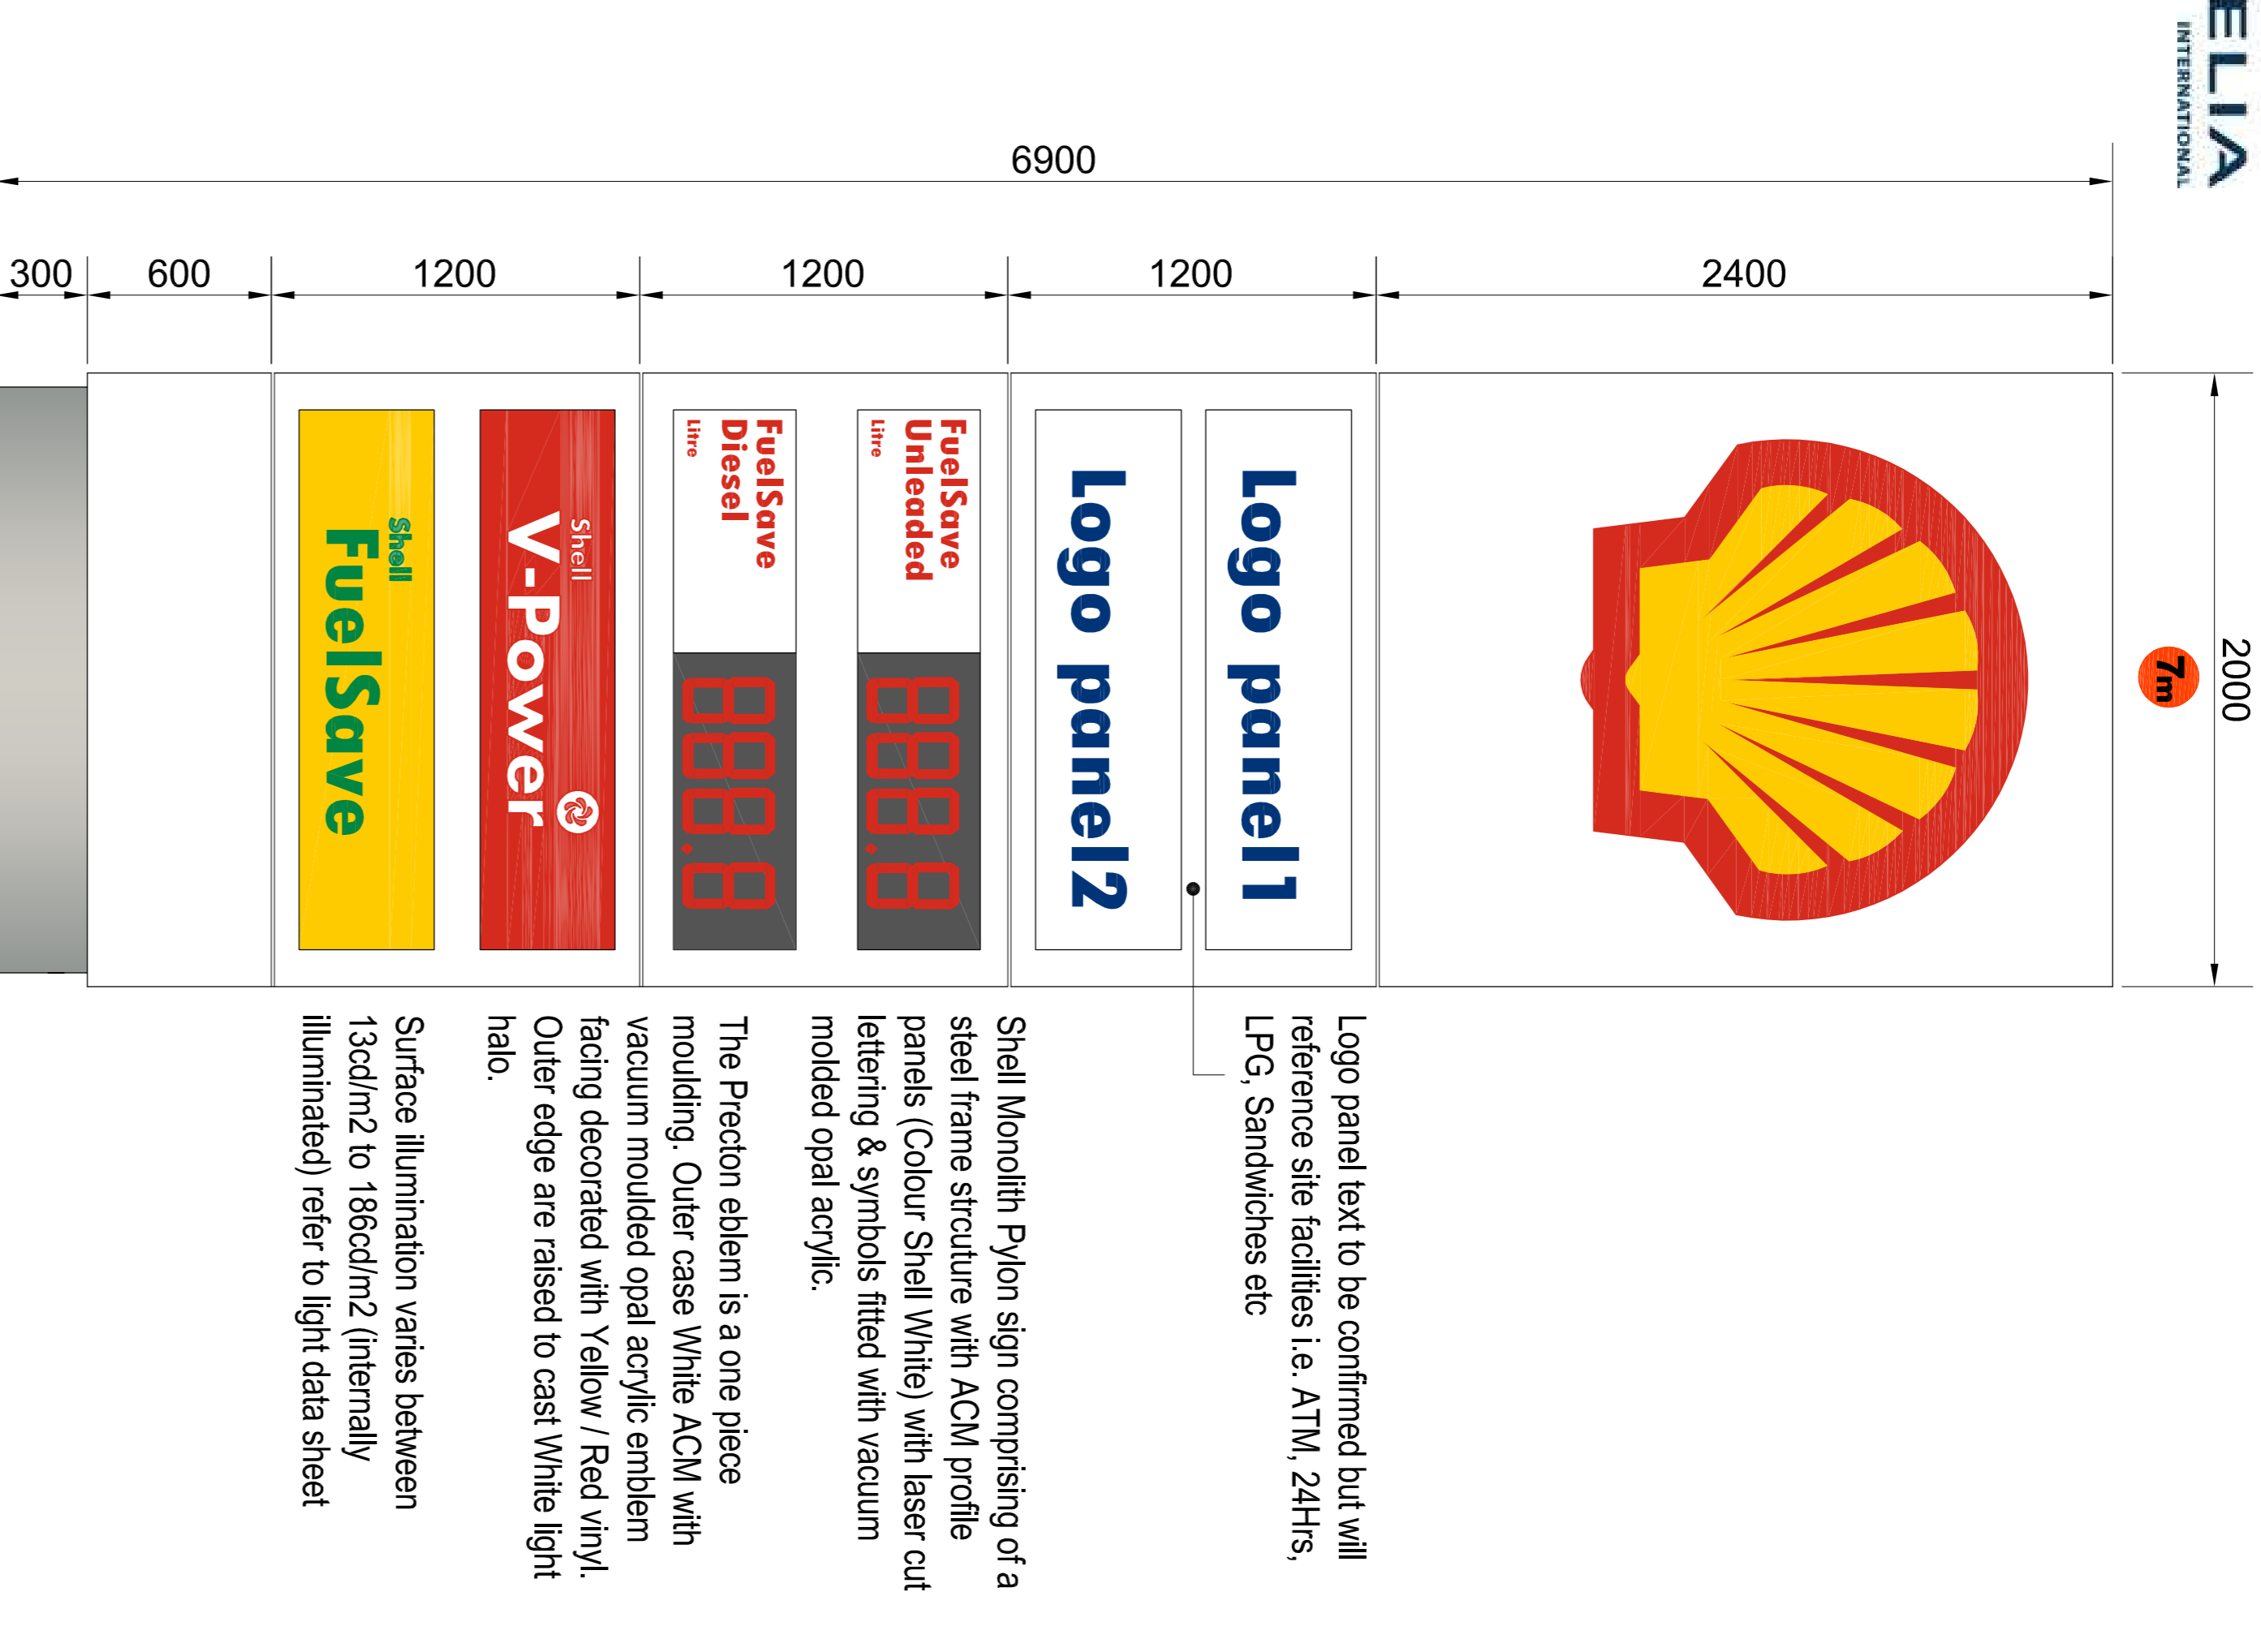 ELIA
INTERNATIONAL
7m
2000
6900
2400
1200
1200
1200
600
300
Logo panel1
Logo panel2
FuelSave
Unleaded
Litre
888.8
FuelSave
Diesel
Litre
888.8
Shell
V-Power
Shell
FuelSave
Logo panel text to be confirmed but will
reference site facilities i.e. ATM, 24Hrs,
LPG, Sandwiches etc
Shell Monolith Pylon sign comprising of a
steel frame strcuture with ACM profile
panels (Colour Shell White) with laser cut
lettering & symbols fitted with vacuum
molded opal acrylic.
The Precton eblem is a one piece
moulding. Outer case White ACM with
vacuum moulded opal acrylic emblem
facing decorated with Yellow / Red vinyl.
Outer edge are raised to cast White light
halo.
Surface illumination varies between
13cd/m2 to 186cd/m2 (internally
illuminated) refer to light data sheet